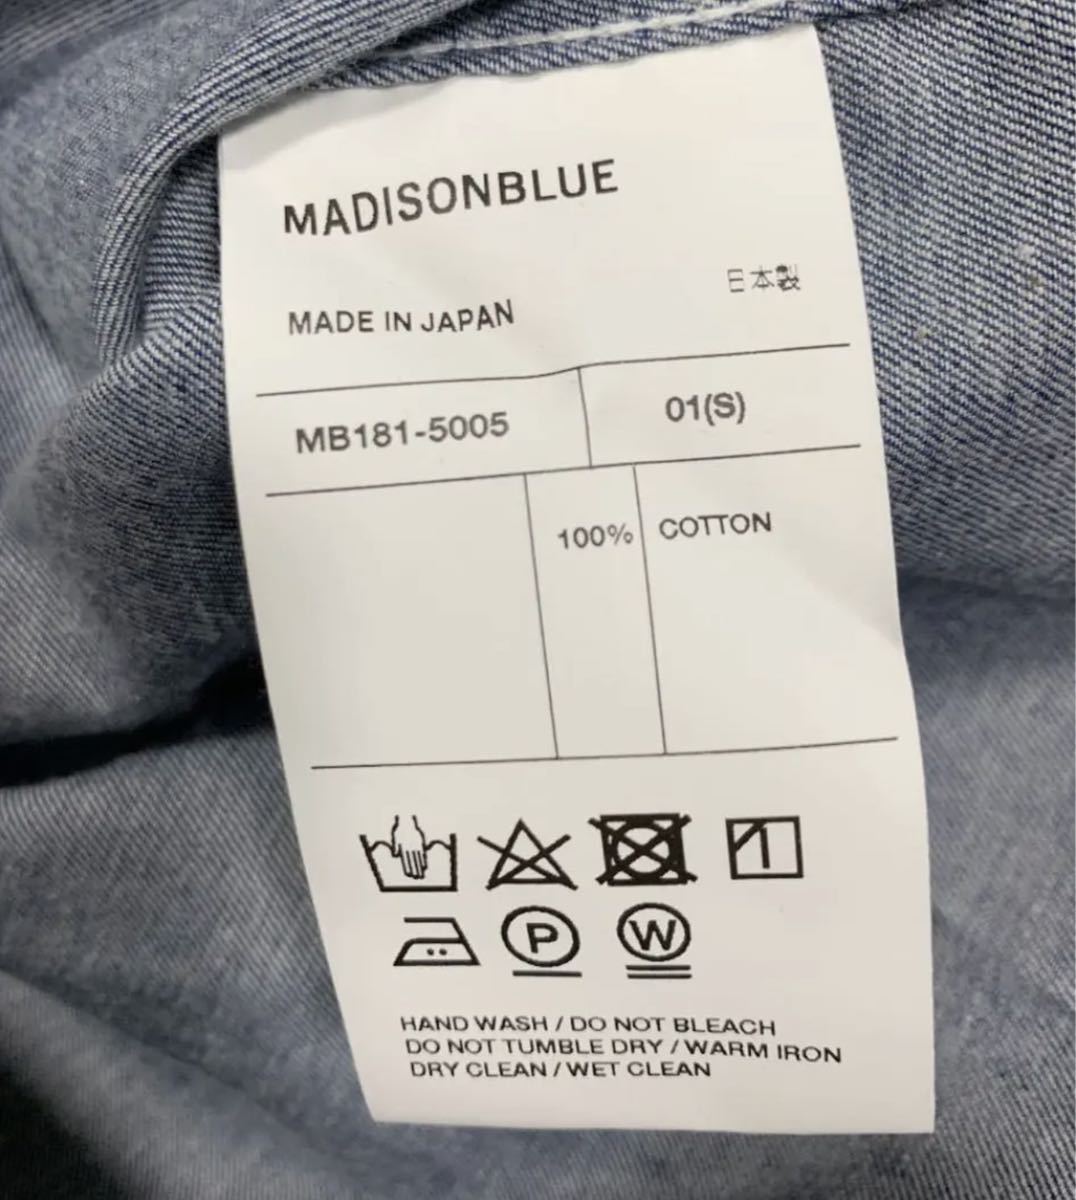 MADISONBLUE
日本製
MADE IN JAPAN
MB181-5005 01(S)
100% COTTON
P W
HAND WASH / DO NOT BLEACH
DO NOT TUMBLE DRY / WARM IRON
DRY CLEAN / WET CLEAN